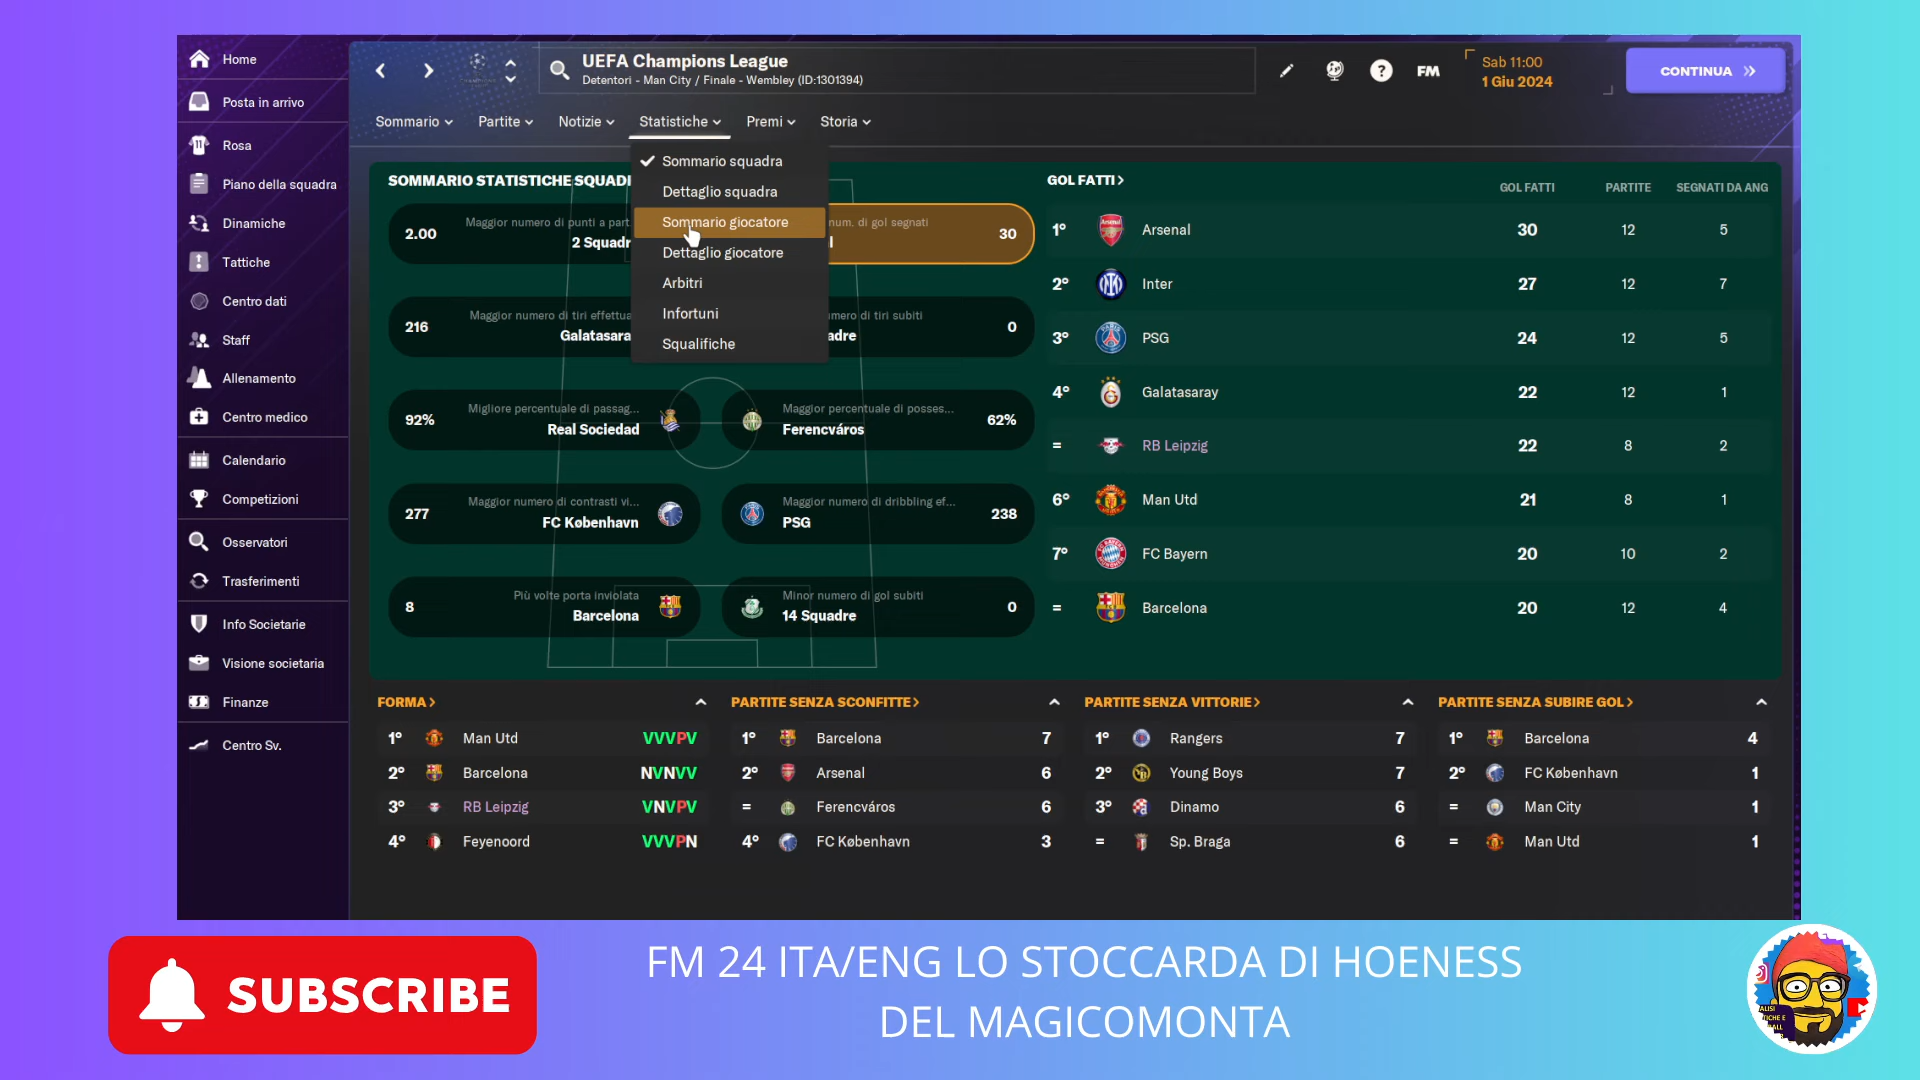 Home
Posta in arrivo
Rosa
Piano della squadra
Dinamiche
Tattiche
Centro dati
Staff
Allenamento
Centro medico
Calendario
Competizioni
Osservatori
Trasferimenti
Info Societarie
Visione societaria
Finanze
Centro Sv.
UEFA Champions League
Detentori - Man City / Finale - Wembley (ID:1301394)
FM
Sab 11:00
1 Giu 2024
CONTINUA
Sommario Partite Notizie Statistiche Premi Storia
Sommario squadra
Dettaglio squadra
Sommario giocatore
Dettaglio giocatore
Arbitri
Infortuni
Squalifiche
SOMMARIO STATISTICHE SQUADI
2.00 Maggior numero di punti a part
2 Squadr
num. di gol segnati 30
216 Maggior numero di tiri effettua
Galatasara
umero di tiri subiti 0
adre
92% Migliore percentuale di passag...
Real Sociedad
Maggior percentuale di posses... 62%
Ferencváros
277 Maggior numero di contrasti vi...
FC København
Maggior numero di dribbling ef... 238
PSG
8 Più volte porta inviolata
Barcelona
Minor numero di gol subiti 0
14 Squadre
GOL FATTI
GOL FATTI PARTITE SEGNATI DA ANG
1° Arsenal 30 12 5
2° Inter 27 12 7
3° PSG 24 12 5
4° Galatasaray 22 12 1
= RB Leipzig 22 8 2
6° Man Utd 21 8 1
7° FC Bayern 20 10 2
= Barcelona 20 12 4
FORMA
1° Man Utd VVVPV
2° Barcelona NVNVV
3° RB Leipzig VNVPV
4° Feyenoord VVVPN
PARTITE SENZA SCONFITTE
1° Barcelona 7
2° Arsenal 6
= Ferencváros 6
4° FC København 3
PARTITE SENZA VITTORIE
1° Rangers 7
2° Young Boys 7
3° Dinamo 6
= Sp. Braga 6
PARTITE SENZA SUBIRE GOL
1° Barcelona 4
2° FC København 1
= Man City 1
= Man Utd 1
SUBSCRIBE
FM 24 ITA/ENG LO STOCCARDA DI HOENESS
DEL MAGICOMONTA